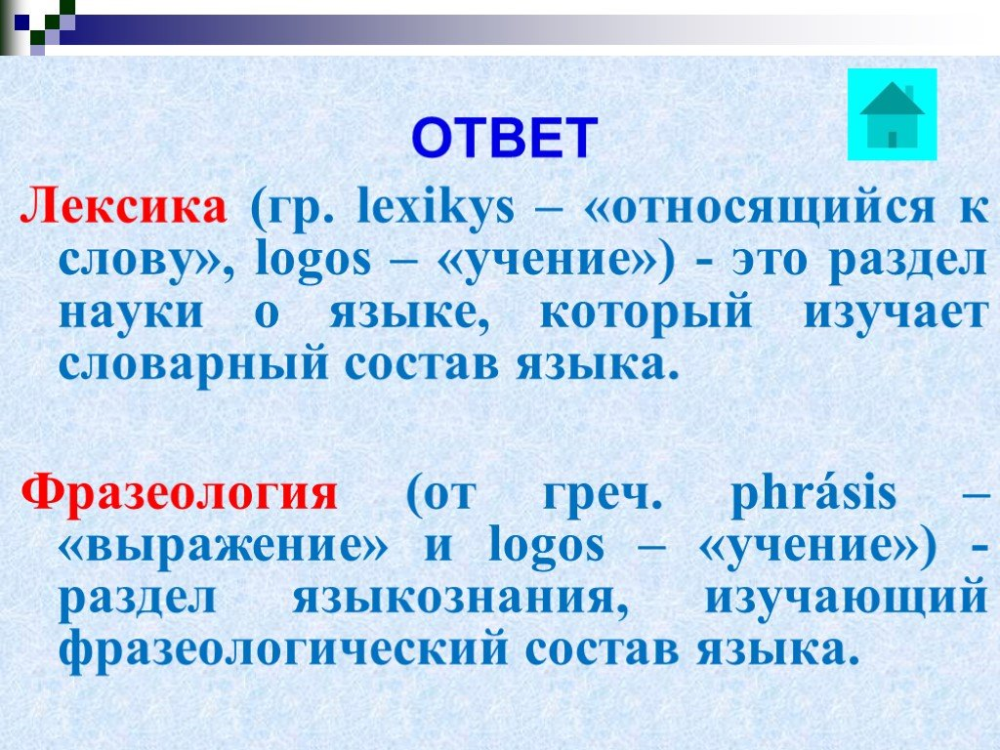 ОТВЕТ
Лексика (гр. lexikys – «относящийся к
слову», logos – «учение») - это раздел
науки о языке, который изучает
словарный состав языка.
Фразеология (от греч. phrásis –
«выражение» и logos – «учение») -
раздел языкознания, изучающий
фразеологический состав языка.